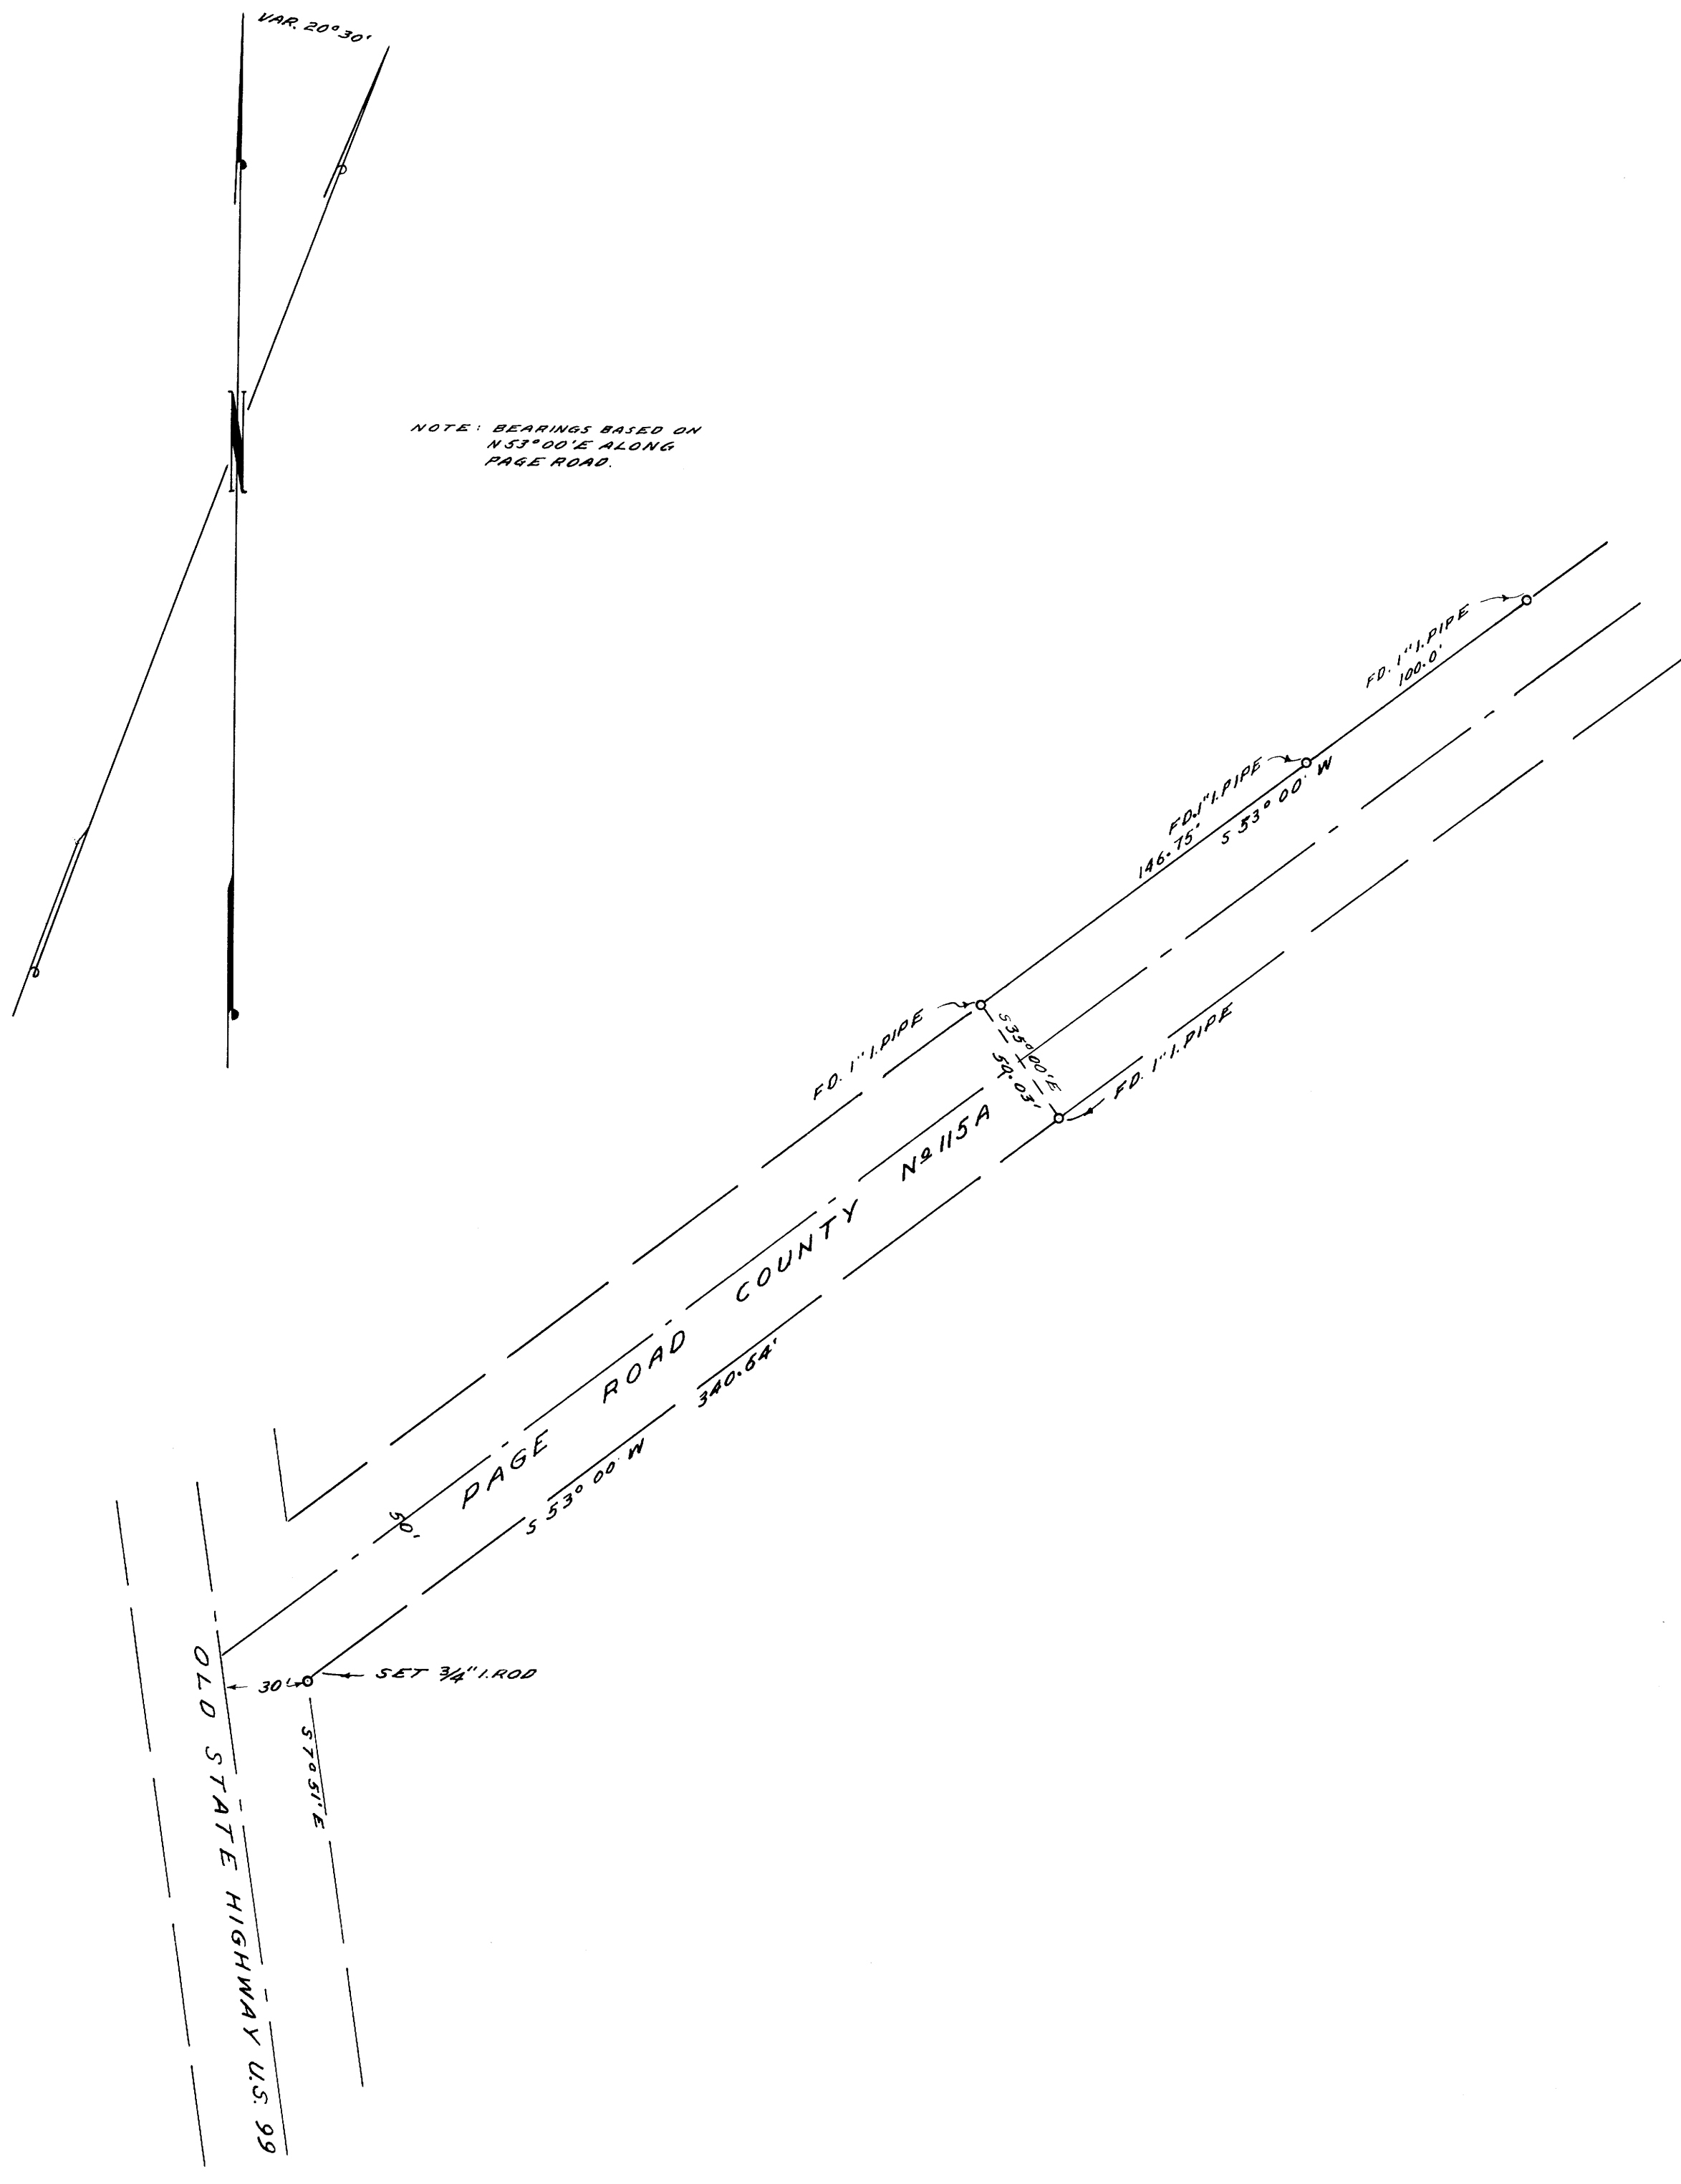 VAR. 20° 30'
N
NOTE: BEARINGS BASED ON
N 53° 00' E ALONG
PAGE ROAD.
FD. 1" I. PIPE
100.0'
FD. 1" I. PIPE
146.75'
S 53° 00' W
FD. 1" I. PIPE
S 35° 00' E
50.03'
FD. 1" I. PIPE
PAGE ROAD COUNTY Nº 115A
340.64'
S 53° 00' W
50'
30'
SET 3/4" I. ROD
S 7° 51' E
OLD STATE HIGHWAY U.S. 99